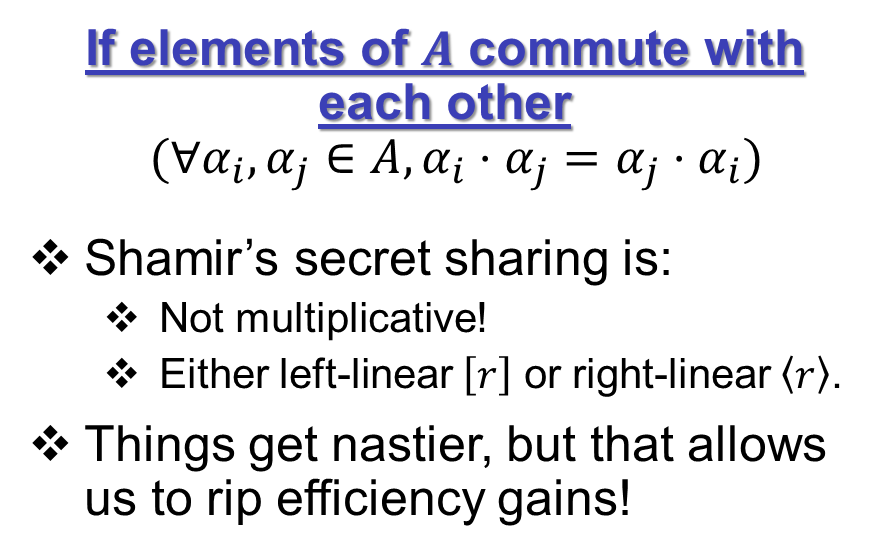 If elements of A commute with
each other
(∀αᵢ, αⱼ ∈ A, αᵢ · αⱼ = αⱼ · αᵢ)
❖ Shamir’s secret sharing is:
❖ Not multiplicative!
❖ Either left-linear [r] or right-linear ⟨r⟩.
❖ Things get nastier, but that allows
us to rip efficiency gains!